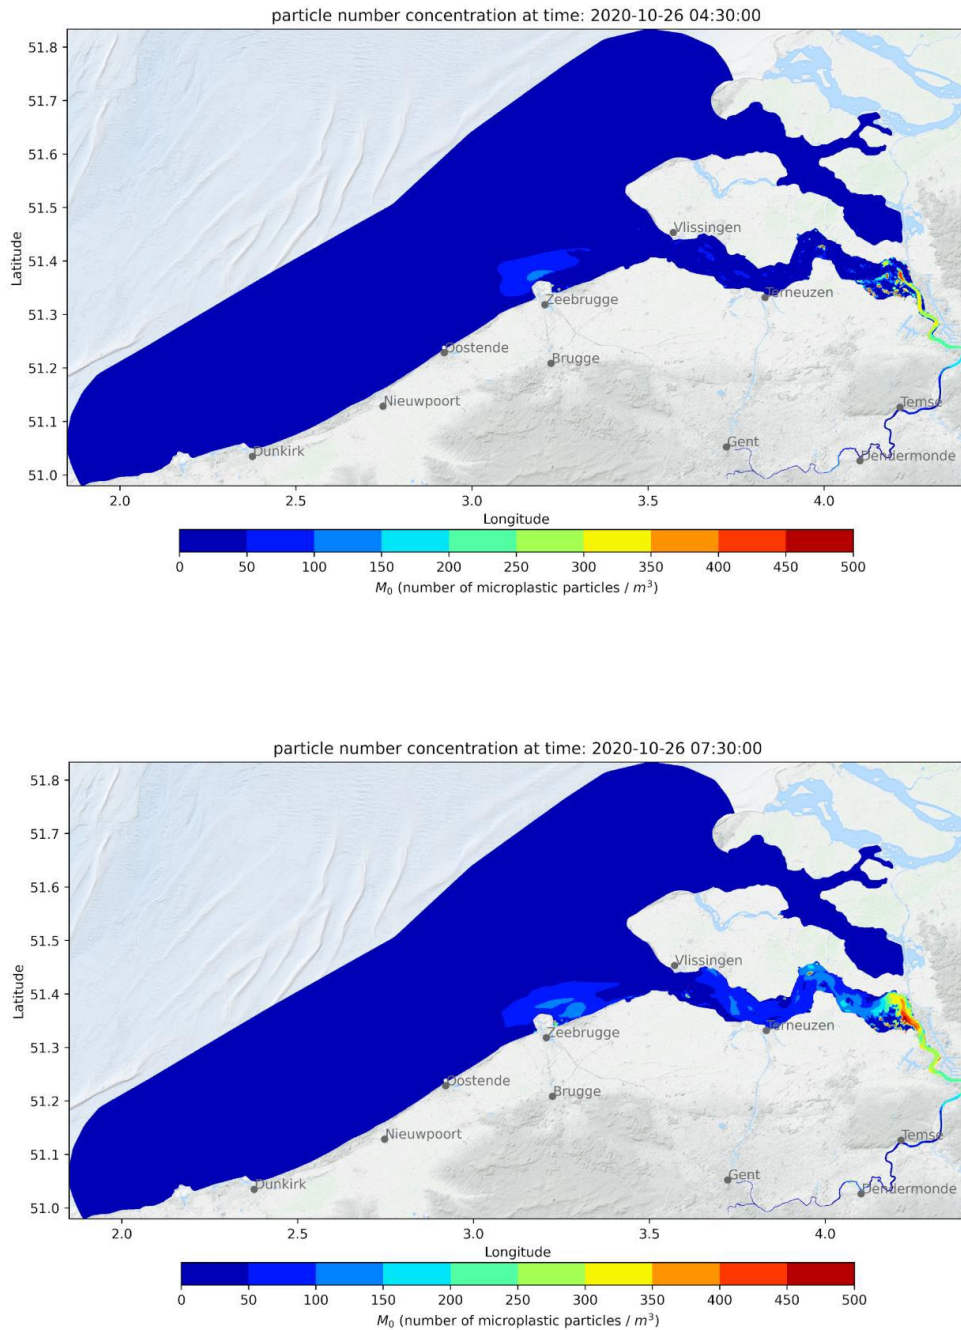 particle number concentration at time: 2020-10-26 04:30:00
51.8
51.7
51.6
51.5
51.4
51.3
51.2
51.1
51.0
Latitude
Vlissingen
Terneuzen
Zeebrugge
Oostende
Brugge
Nieuwpoort
Temse
Gent
Dunkirk
Dendermonde
2.0 2.5 3.0 3.5 4.0
Longitude
0 50 100 150 200 250 300 350 400 450 500
M0 (number of microplastic particles / m³)
particle number concentration at time: 2020-10-26 07:30:00
51.8
51.7
51.6
51.5
51.4
51.3
51.2
51.1
51.0
Latitude
Vlissingen
Terneuzen
Zeebrugge
Oostende
Brugge
Nieuwpoort
Temse
Gent
Dunkirk
Dendermonde
2.0 2.5 3.0 3.5 4.0
Longitude
0 50 100 150 200 250 300 350 400 450 500
M0 (number of microplastic particles / m³)